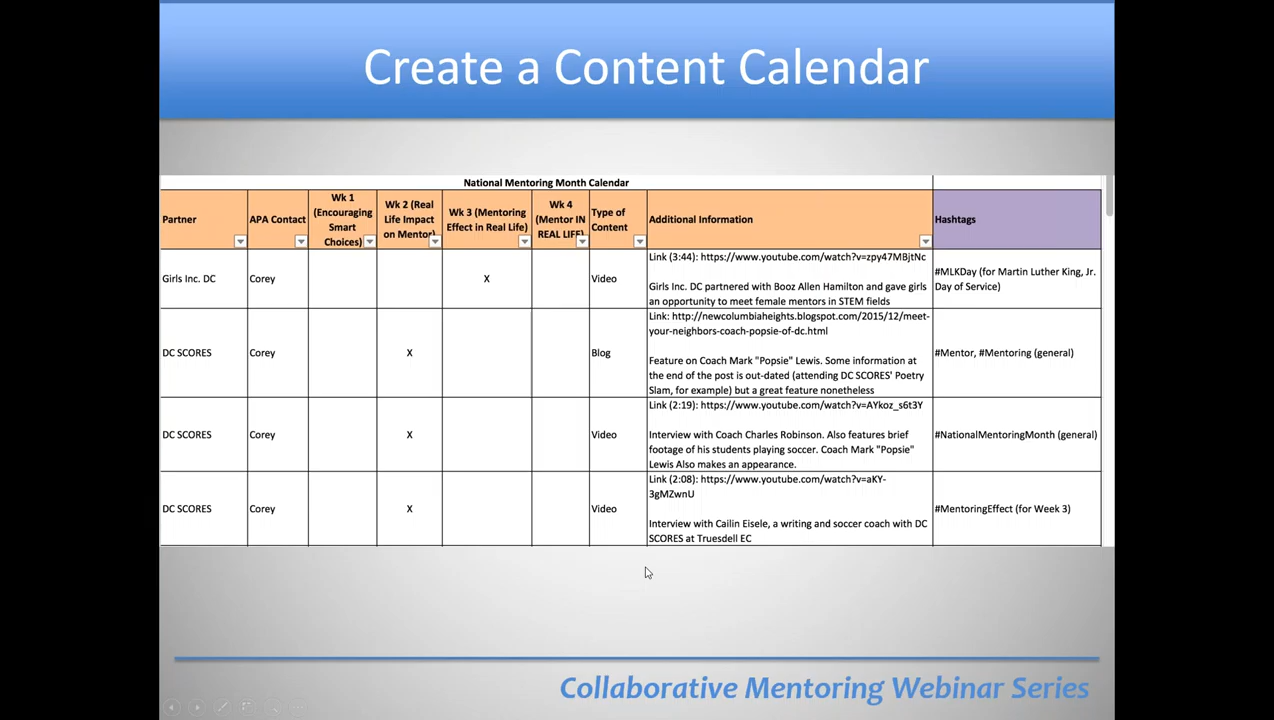 Create a Content Calendar
National Mentoring Month Calendar
Partner
APA Contact
Wk 1
(Encouraging
Smart
Choices)
Wk 2 (Real
Life Impact
on Mentor)
Wk 3 (Mentoring
Effect in Real Life)
Wk 4
(Mentor IN
REAL LIFE)
Type of
Content
Additional Information
Hashtags
Girls Inc. DC
Corey
X
Video
Link (3:44): https://www.youtube.com/watch?v=zpy47MBjtNc
Girls Inc. DC partnered with Booz Allen Hamilton and gave girls
an opportunity to meet female mentors in STEM fields
#MLKDay (for Martin Luther King, Jr.
Day of Service)
DC SCORES
Corey
X
Blog
Link: http://newcolumbiaheights.blogspot.com/2015/12/meet-
your-neighbors-coach-popsie-of-dc.html
Feature on Coach Mark "Popsie" Lewis. Some information at
the end of the post is out-dated (attending DC SCORES' Poetry
Slam, for example) but a great feature nonetheless
#Mentor, #Mentoring (general)
DC SCORES
Corey
X
Video
Link (2:19): https://www.youtube.com/watch?v=AYkoz_s6t3Y
Interview with Coach Charles Robinson. Also features brief
footage of his students playing soccer. Coach Mark "Popsie"
Lewis Also makes an appearance.
#NationalMentoringMonth (general)
DC SCORES
Corey
X
Video
Link (2:08): https://www.youtube.com/watch?v=aKY-
3gMZwnU
Interview with Cailin Eisele, a writing and soccer coach with DC
SCORES at Truesdell EC
#MentoringEffect (for Week 3)
Collaborative Mentoring Webinar Series